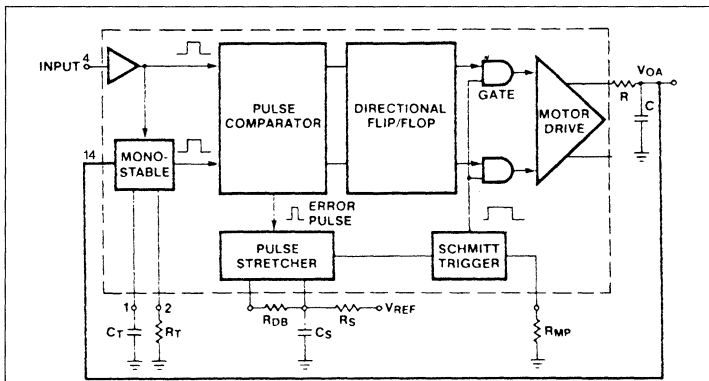 INPUT 4
14
MONO-
STABLE
PULSE
COMPARATOR
DIRECTIONAL
FLIP/FLOP
GATE
MOTOR
DRIVE
VOA
R
C
ERROR
PULSE
PULSE
STRETCHER
SCHMITT
TRIGGER
1
2
CT
RT
RDB
CS
RS
VREF
RMP